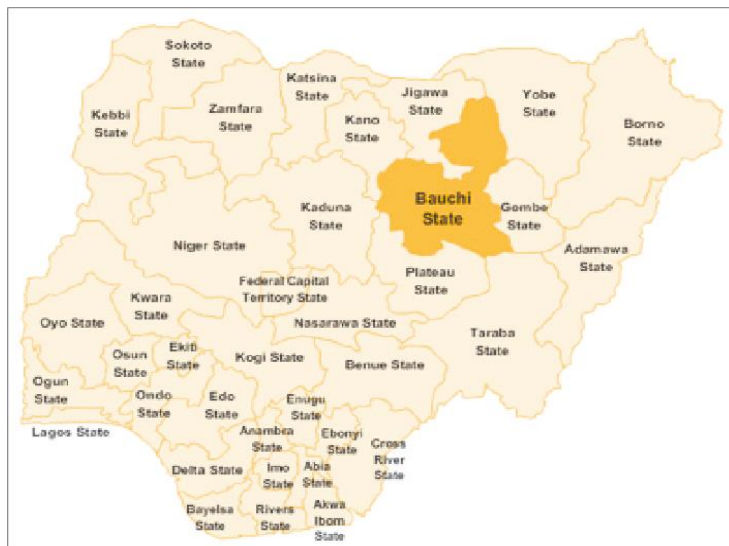 Sokoto
State
Katsina
State
Jigawa
State
Yobe
State
Kebbi
State
Zamfara
State
Kano
State
Borno
State
Bauchi
State
Gombe
State
Kaduna
State
Niger State
Adamawa
State
Plateau
State
Federal Capital
Territory State
Kwara
State
Nasarawa State
Oyo State
Taraba
State
Osun
State
Ekiti
State
Kogi State
Benue State
Ogun
State
Ondo
State
Edo
State
Enugu
State
Lagos State
Anambra
State
Ebonyi
State
Cross
River
State
Delta State
Imo
State
Abia
State
Bayelsa
State
Rivers
State
Akwa
Ibom
State